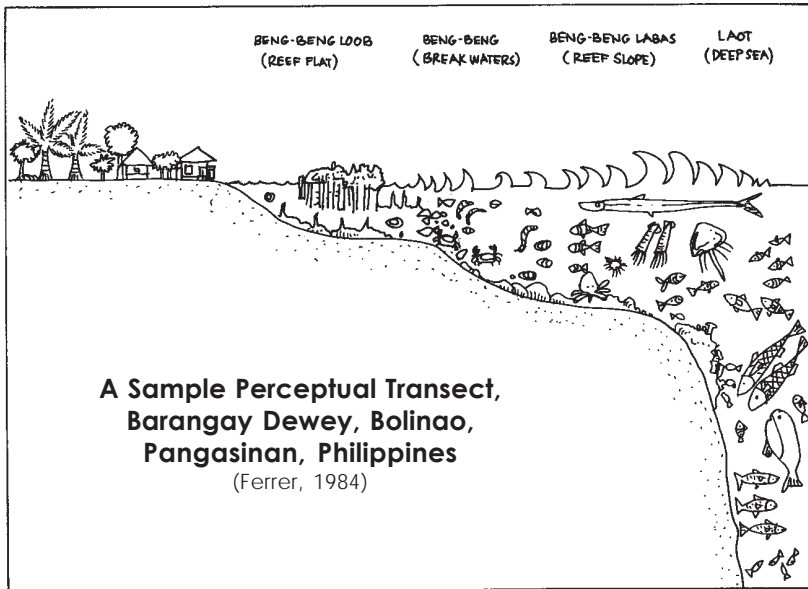 BENG-BENG LOOB
(REEF FLAT)
BENG-BENG
(BREAK WATERS)
BENG-BENG LABAS
(REEF SLOPE)
LAOT
(DEEP SEA)
A Sample Perceptual Transect,
Barangay Dewey, Bolinao,
Pangasinan, Philippines
(Ferrer, 1984)